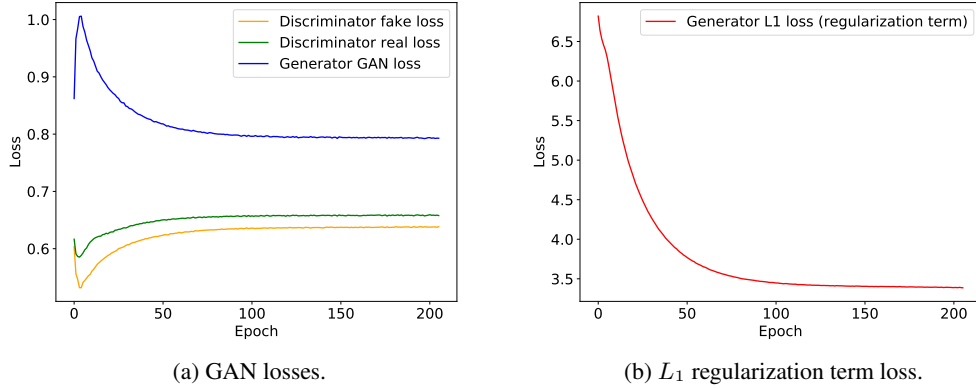 1.0
0.9
0.8
0.7
0.6
Loss
0
50
100
150
200
Epoch
Discriminator fake loss
Discriminator real loss
Generator GAN loss
(a) GAN losses.
6.5
6.0
5.5
5.0
4.5
4.0
3.5
Loss
0
50
100
150
200
Epoch
Generator L1 loss (regularization term)
(b) L₁ regularization term loss.